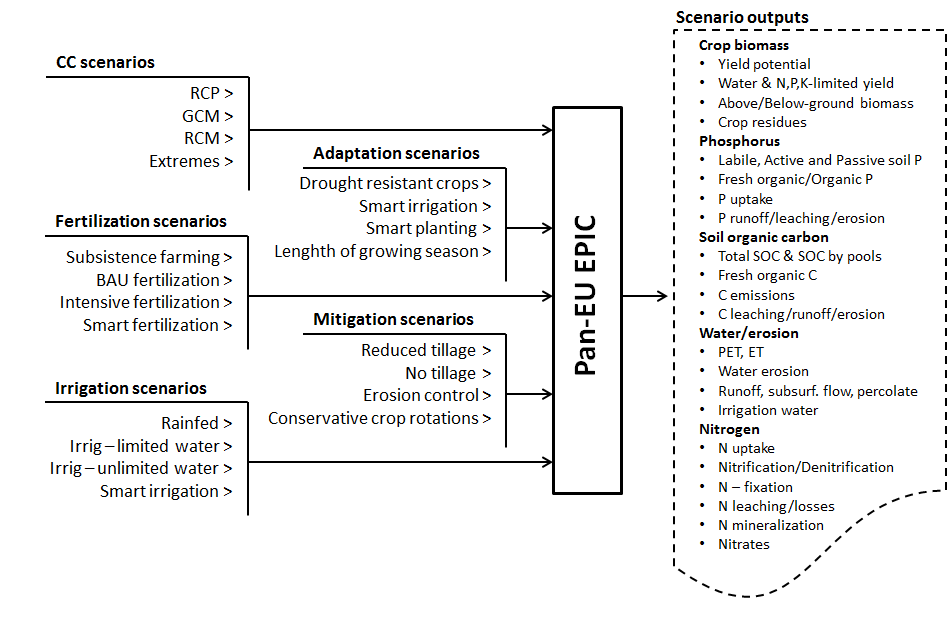 CC scenarios
RCP >
GCM >
RCM >
Extremes >
Adaptation scenarios
Drought resistant crops >
Smart irrigation >
Smart planting >
Lenghth of growing season >
Fertilization scenarios
Subsistence farming >
BAU fertilization >
Intensive fertilization >
Smart fertilization >
Mitigation scenarios
Reduced tillage >
No tillage >
Erosion control >
Conservative crop rotations >
Irrigation scenarios
Rainfed >
Irrig – limited water >
Irrig – unlimited water >
Smart irrigation >
Pan-EU EPIC
Scenario outputs
Crop biomass
• Yield potential
• Water & N,P,K-limited yield
• Above/Below-ground biomass
• Crop residues
Phosphorus
• Labile, Active and Passive soil P
• Fresh organic/Organic P
• P uptake
• P runoff/leaching/erosion
Soil organic carbon
• Total SOC & SOC by pools
• Fresh organic C
• C emissions
• C leaching/runoff/erosion
Water/erosion
• PET, ET
• Water erosion
• Runoff, subsurf. flow, percolate
• Irrigation water
Nitrogen
• N uptake
• Nitrification/Denitrification
• N – fixation
• N leaching/losses
• N mineralization
• Nitrates